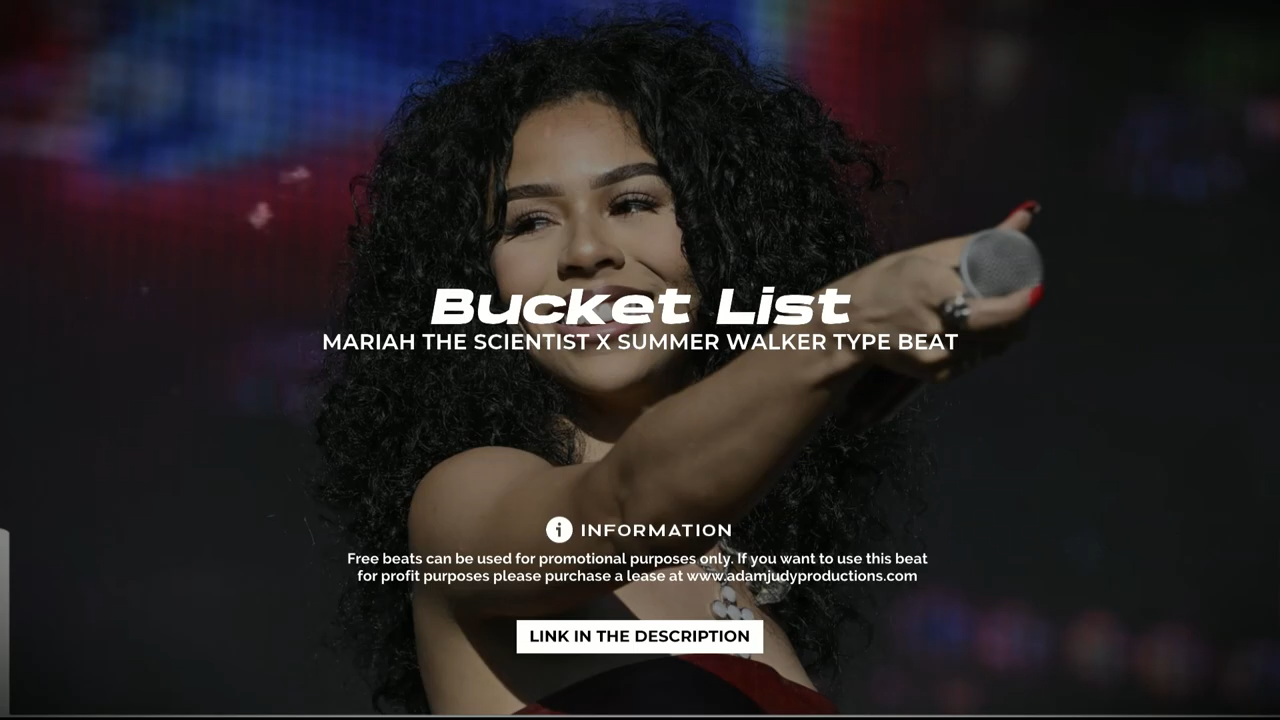 Bucket List
MARIAH THE SCIENTIST X SUMMER WALKER TYPE BEAT
INFORMATION
Free beats can be used for promotional purposes only. If you want to use this beat
for profit purposes please purchase a lease at www.adamjudyproductions.com
LINK IN THE DESCRIPTION